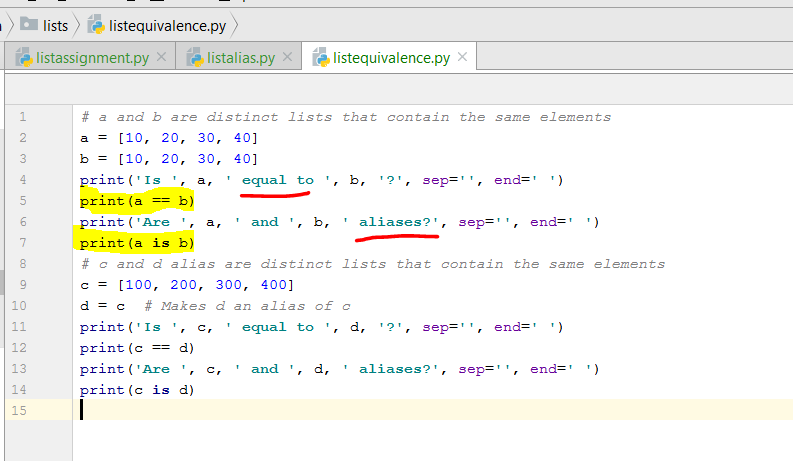 lists listequivalence.py
listassignment.py × listalias.py × listequivalence.py ×
1 # a and b are distinct lists that contain the same elements
2 a = [10, 20, 30, 40]
3 b = [10, 20, 30, 40]
4 print('Is ', a, ' equal to ', b, '?', sep='', end=' ')
5 print(a == b)
6 print('Are ', a, ' and ', b, ' aliases?', sep='', end=' ')
7 print(a is b)
8 # c and d alias are distinct lists that contain the same elements
9 c = [100, 200, 300, 400]
10 d = c  # Makes d an alias of c
11 print('Is ', c, ' equal to ', d, '?', sep='', end=' ')
12 print(c == d)
13 print('Are ', c, ' and ', d, ' aliases?', sep='', end=' ')
14 print(c is d)
15